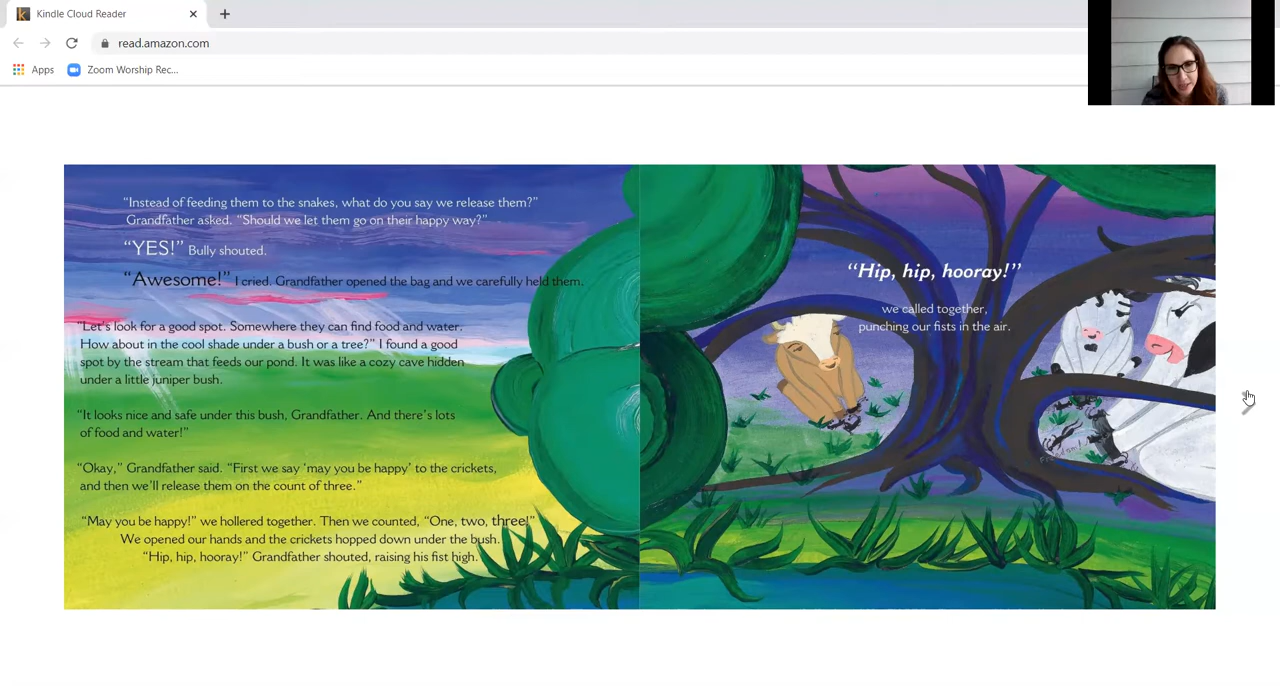 Kindle Cloud Reader
read.amazon.com
Apps
Zoom Worship Rec...
“Instead of feeding them to the snakes, what do you say we release them?”
Grandfather asked. “Should we let them go on their happy way?”
“YES!” Bully shouted.
“Awesome!” I cried. Grandfather opened the bag and we carefully held them.
“Let’s look for a good spot. Somewhere they can find food and water.
How about in the cool shade under a bush or a tree?” I found a good
spot by the stream that feeds our pond. It was like a cozy cave hidden
under a little juniper bush.
“It looks nice and safe under this bush, Grandfather. And there’s lots
of food and water!”
“Okay,” Grandfather said. “First we say ‘may you be happy’ to the crickets,
and then we’ll release them on the count of three.”
“May you be happy!” we hollered together. Then we counted, “One, two, three!”
We opened our hands and the crickets hopped down under the bush.
“Hip, hip, hooray!” Grandfather shouted, raising his fist high.
“Hip, hip, hooray!”
we called together,
punching our fists in the air.
freedom!